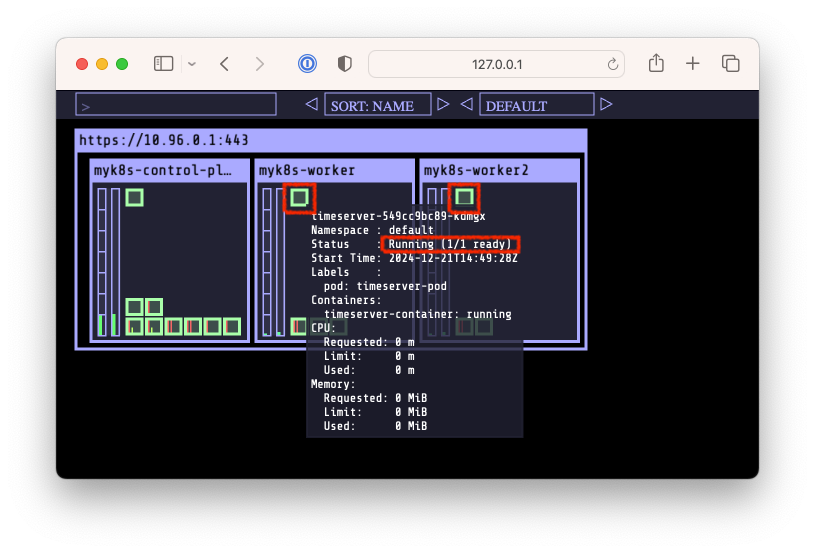 127.0.0.1
>
SORT: NAME
DEFAULT
https://10.96.0.1:443
myk8s-control-pl…
myk8s-worker
myk8s-worker2
timeserver-549cc9bc89-kdmgx
Namespace : default
Status : Running (1/1 ready)
Start Time: 2024-12-21T14:49:28Z
Labels :
pod: timeserver-pod
Containers:
timeserver-container: running
CPU:
Requested: 0 m
Limit: 0 m
Used: 0 m
Memory:
Requested: 0 MiB
Limit: 0 MiB
Used: 0 MiB